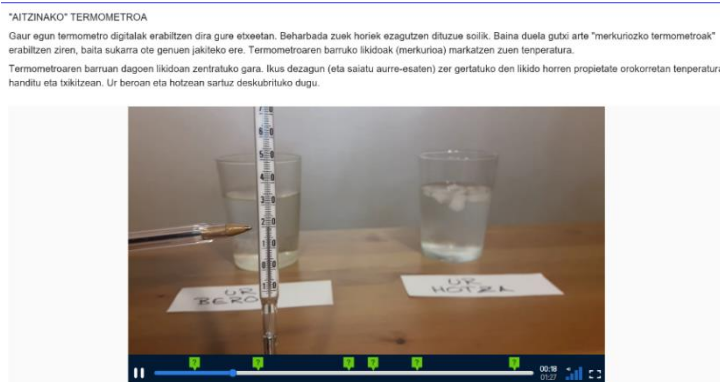 "AITZINAKO" TERMOMETROA
Gaur egun termometro digitalak erabiltzen dira gure etxeetan. Beharbada zuek horiek ezagutzen dituzue soilik. Baina duela gutxi arte "merkuriozko termometroak"
erabiltzen ziren, baita sukarra ote genuen jakiteko ere. Termometroaren barruko likidoak (merkurioa) markatzen zuen tenperatura.
Termometroaren barruan dagoen likidoan zentratuko gara. Ikus dezagun (eta saiatu aurre-esaten) zer gertatuko den likido horren propietate orokorretan tenperatura
handitu eta txikitzean. Ur beroan eta hotzean sartuz deskubrituko dugu.
UR
BERO
UR
HOTZA
? ? ? ? ? ?
00:18
01:27